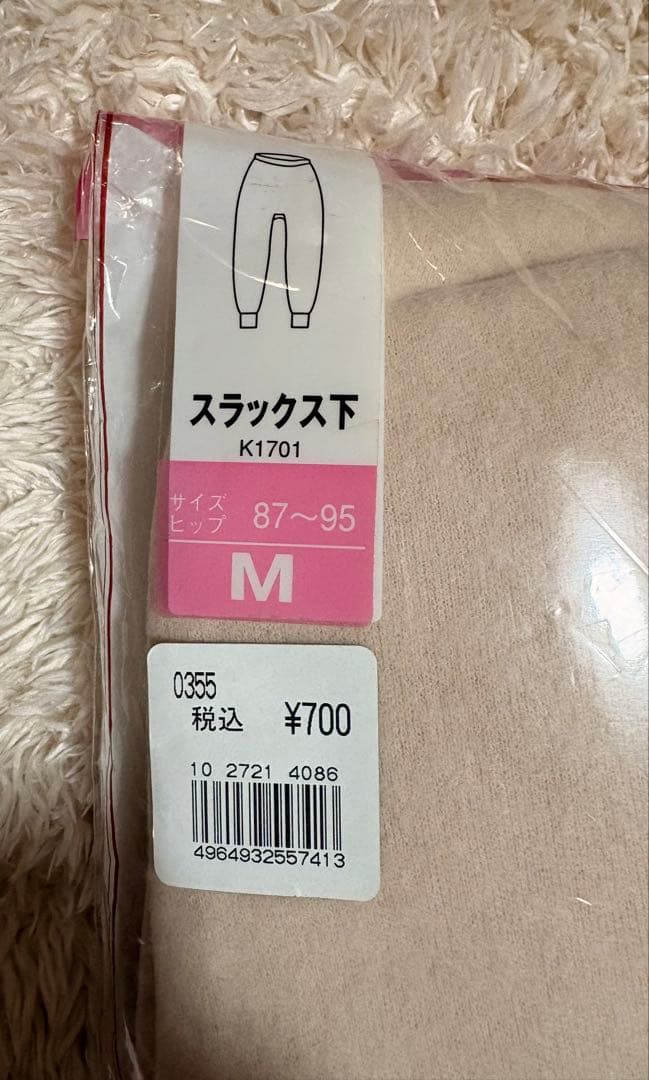 スラックス下
K1701
サイズ
ヒップ 87～95
M
0355
税込 ¥700
10 2721 4086
4964932557413